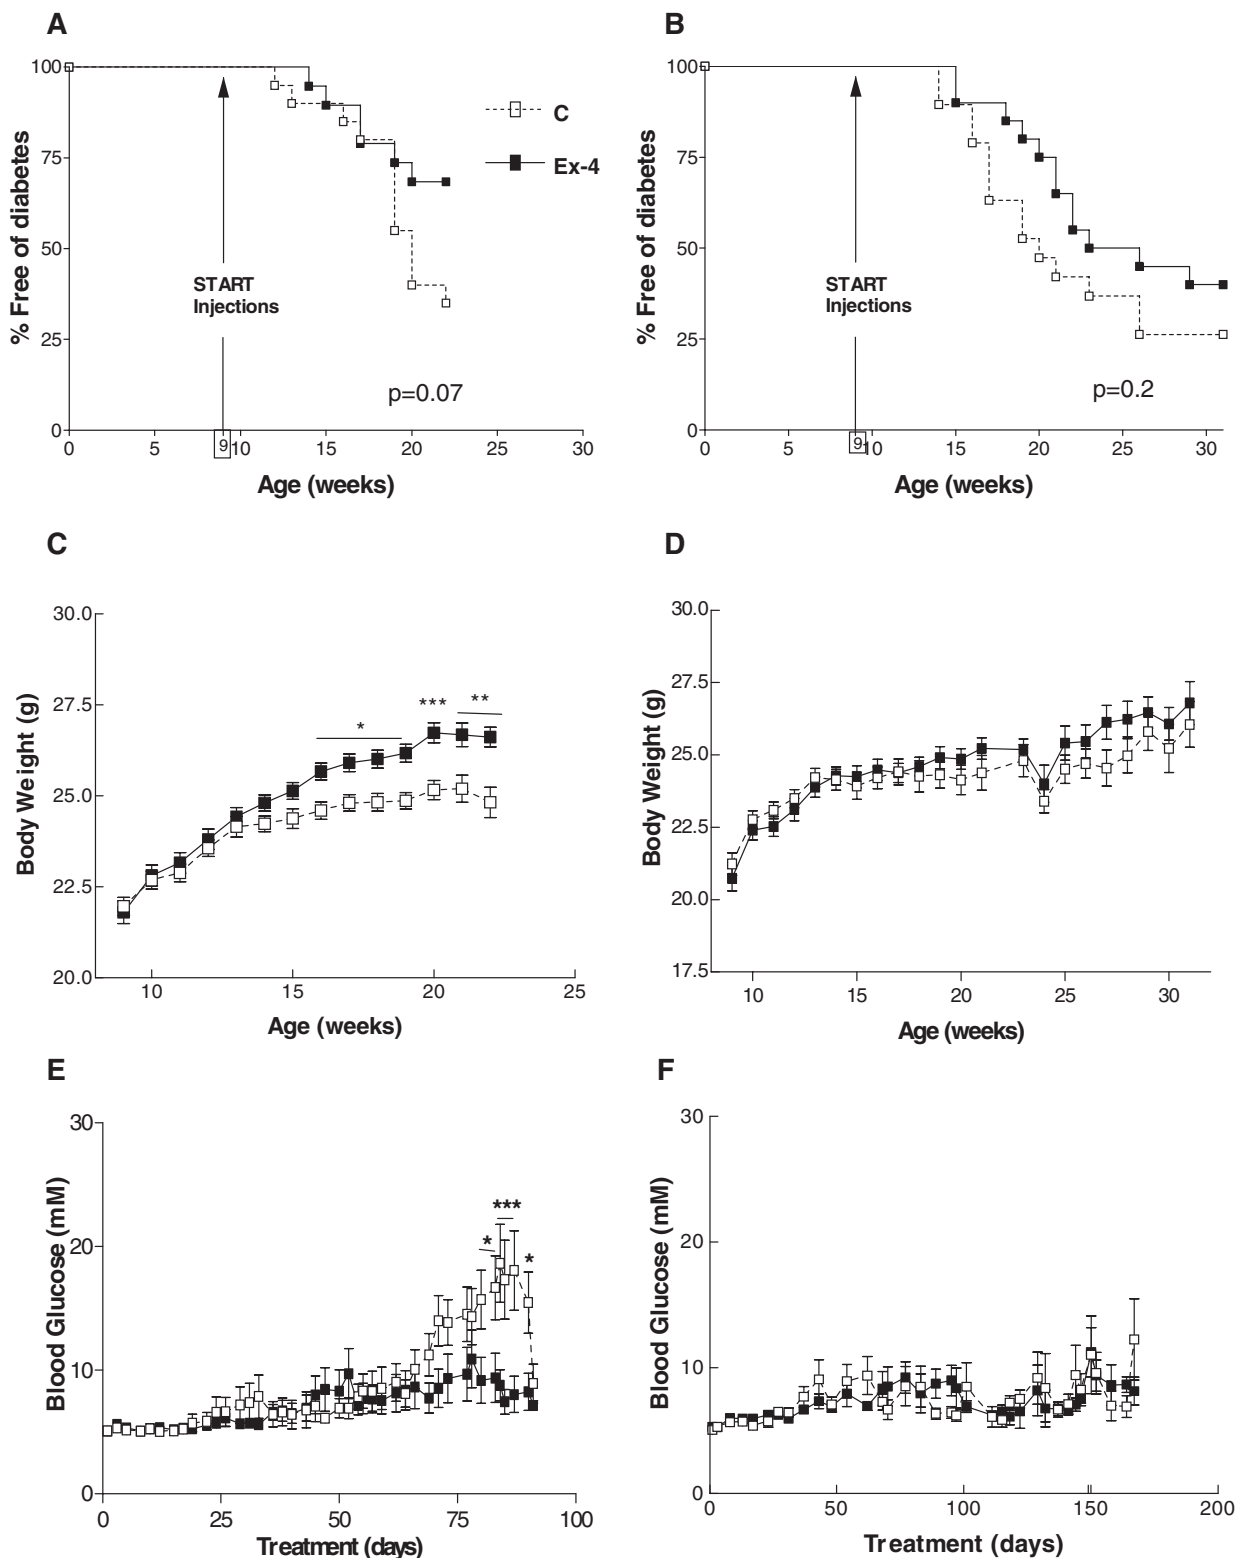 A
100
75
50
25
0
% Free of diabetes
START
Injections
p=0.07
C
Ex-4
0 5 9 10 15 20 25 30
Age (weeks)
B
100
75
50
25
0
% Free of diabetes
START
Injections
p=0.2
0 5 9 10 15 20 25 30
Age (weeks)
C
30.0
27.5
25.0
22.5
20.0
Body Weight (g)
* *** **
10 15 20 25
Age (weeks)
D
30.0
27.5
25.0
22.5
20.0
17.5
Body Weight (g)
10 15 20 25 30
Age (weeks)
E
30
20
10
0
Blood Glucose (mM)
* *** *
0 25 50 75 100
Treatment (days)
F
30
20
10
0
Blood Glucose (mM)
0 50 100 150 200
Treatment (days)